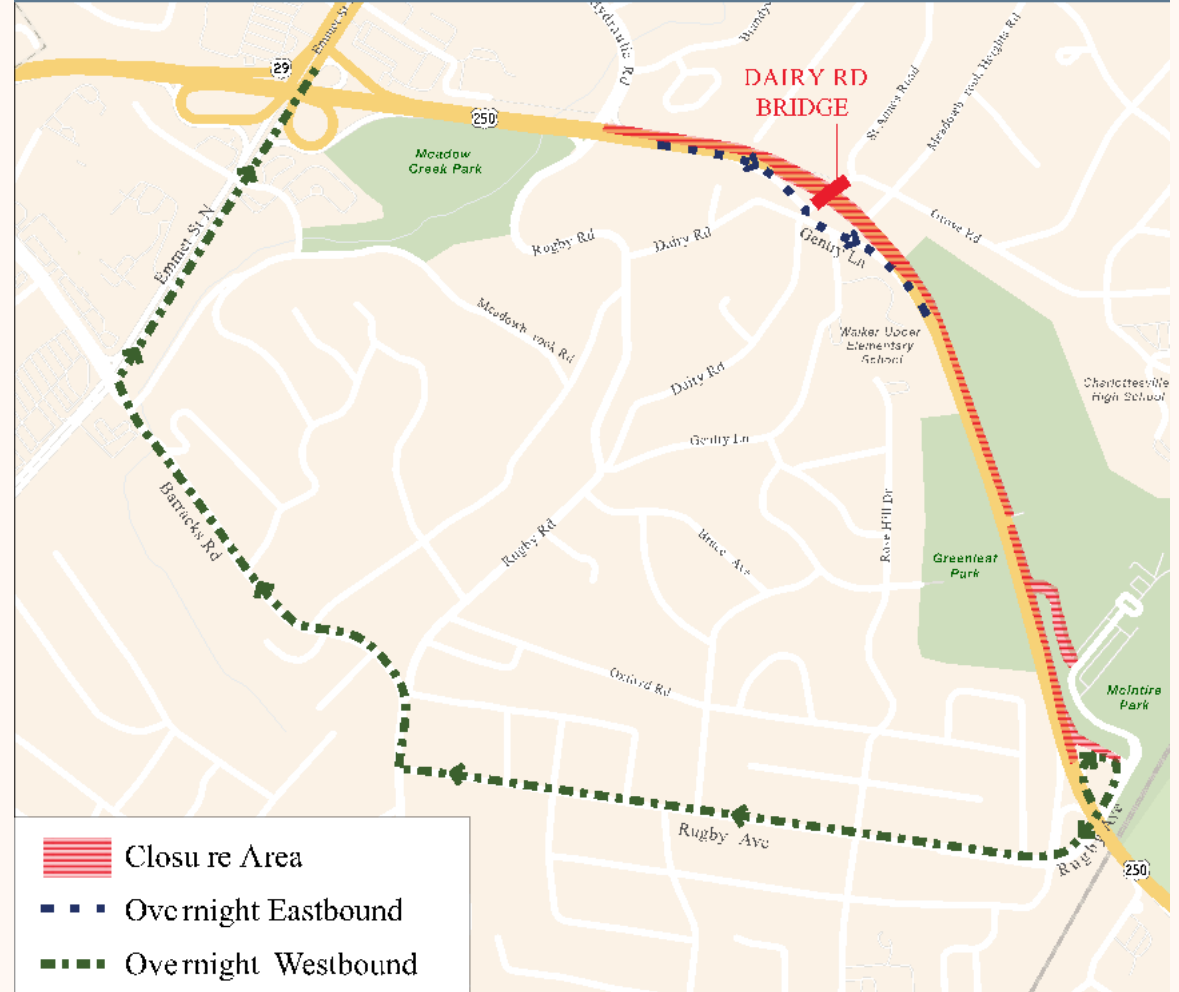 Emmet St
Hydraulic Rd
Brandy
29
DAIRY RD
BRIDGE
St Annes Road
Meadowbrook Heights Rd
250
Meadow
Creek Park
Emmet St N
Rugby Rd
Dairy Rd
Gentry Ln
Grove Rd
Meadowbrook Rd
Walker Upper
Elementary
School
Dairy Rd
Charlottesville
High School
Gentry Ln
Barracks Rd
Rugby Rd
Bruce Ave
Rose Hill Dr
Greenleaf
Park
Oxford Rd
McIntire
Park
Rugby Ave
Rugby Ave
250
Closure Area
Overnight Eastbound
Overnight Westbound